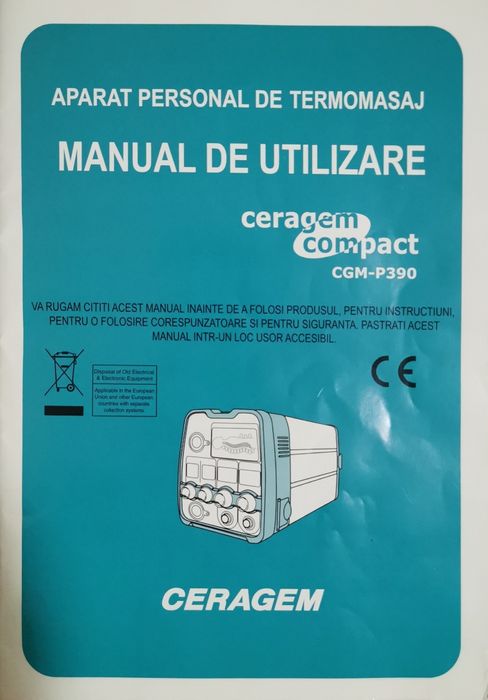 APARAT PERSONAL DE TERMOMASAJ
MANUAL DE UTILIZARE
ceragem
compact
CGM-P390
VA RUGAM CITITI ACEST MANUAL INAINTE DE A FOLOSI PRODUSUL, PENTRU INSTRUCTIUNI,
PENTRU O FOLOSIRE CORESPUNZATOARE SI PENTRU SIGURANTA. PASTRATI ACEST
MANUAL INTR-UN LOC USOR ACCESIBIL.
Disposal of Old Electrical
& Electronic Equipment
Applicable in the European
Union and other European
countries with separate
collection systems.
CE
CERAGEM